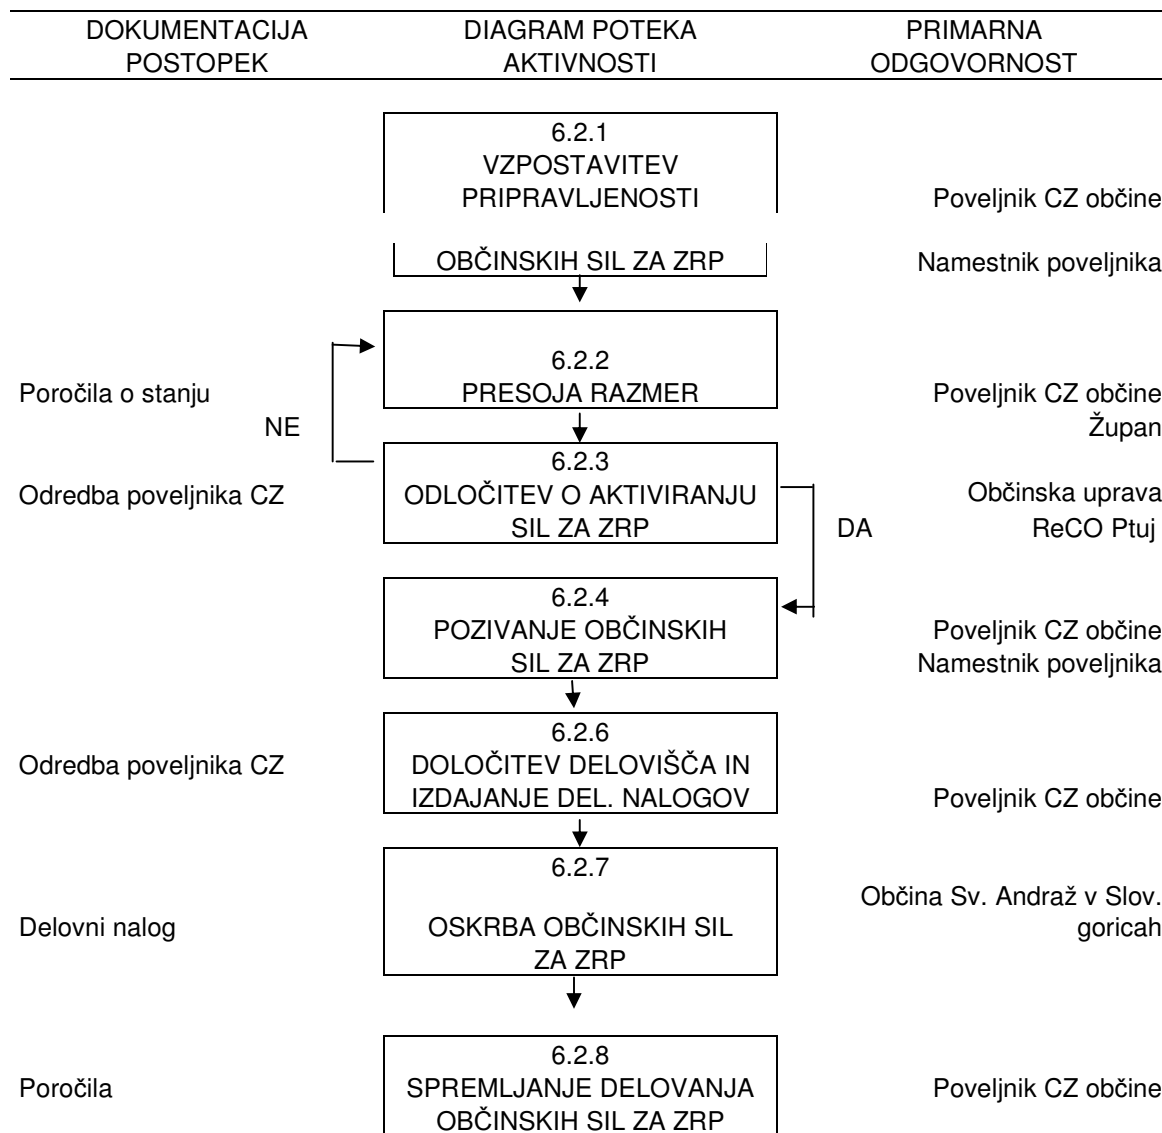 DOKUMENTACIJA
POSTOPEK
DIAGRAM POTEKA
AKTIVNOSTI
PRIMARNA
ODGOVORNOST
6.2.1
VZPOSTAVITEV
PRIPRAVLJENOSTI
Poveljnik CZ občine
OBČINSKIH SIL ZA ZRP
Namestnik poveljnika
6.2.2
Poročila o stanju
PRESOJA RAZMER
Poveljnik CZ občine
NE
Župan
6.2.3
Odredba poveljnika CZ
ODLOČITEV O AKTIVIRANJU
SIL ZA ZRP
Občinska uprava
DA
ReCO Ptuj
6.2.4
POZIVANJE OBČINSKIH
SIL ZA ZRP
Poveljnik CZ občine
Namestnik poveljnika
6.2.6
Odredba poveljnika CZ
DOLOČITEV DELOVIŠČA IN
IZDAJANJE DEL. NALOGOV
Poveljnik CZ občine
6.2.7
Delovni nalog
OSKRBA OBČINSKIH SIL
ZA ZRP
Občina Sv. Andraž v Slov.
goricah
6.2.8
Poročila
SPREMLJANJE DELOVANJA
OBČINSKIH SIL ZA ZRP
Poveljnik CZ občine